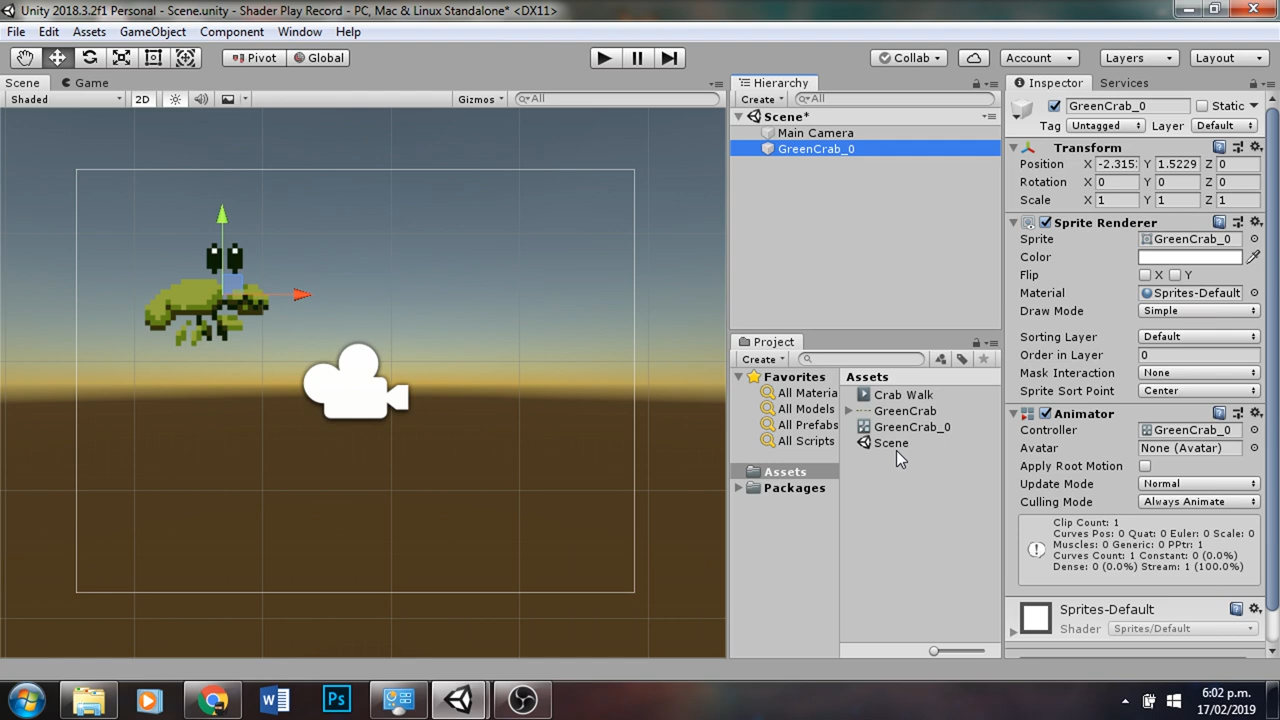 Unity 2018.3.2f1 Personal - Scene.unity - Shader Play Record - PC, Mac & Linux Standalone* <DX11>
File Edit Assets GameObject Component Window Help
Pivot Global Collab Account Layers Layout
Scene Game
Shaded 2D Gizmos All
Hierarchy
Create All
Scene*
Main Camera
GreenCrab_0
Project
Create
Favorites
All Materia
All Models
All Prefabs
All Scripts
Assets
Packages
Assets
Crab Walk
GreenCrab
GreenCrab_0
Scene
Inspector Services
GreenCrab_0 Static
Tag Untagged Layer Default
Transform
Position X -2.315 Y 1.5229 Z 0
Rotation X 0 Y 0 Z 0
Scale X 1 Y 1 Z 1
Sprite Renderer
Sprite GreenCrab_0
Color
Flip X Y
Material Sprites-Default
Draw Mode Simple
Sorting Layer Default
Order in Layer 0
Mask Interaction None
Sprite Sort Point Center
Animator
Controller GreenCrab_0
Avatar None (Avatar)
Apply Root Motion
Update Mode Normal
Culling Mode Always Animate
Clip Count: 1
Curves Pos: 0 Quat: 0 Euler: 0 Scale: 0
Muscles: 0 Generic: 0 PPtr: 1
Curves Count: 1 Constant: 0 (0.0%)
Dense: 0 (0.0%) Stream: 1 (100.0%)
Sprites-Default
Shader Sprites/Default
W Ps
6:02 p.m.
17/02/2019